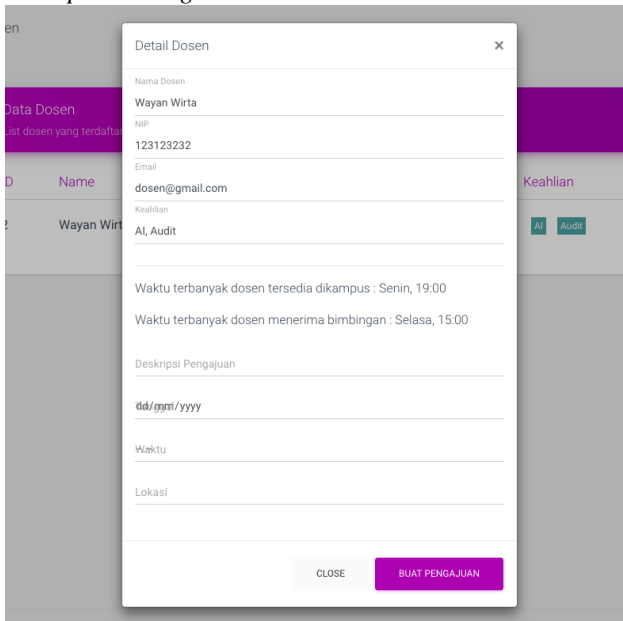 en
Detail Dosen ×
Nama Dosen
Wayan Wirta
NIP
123123232
Email
dosen@gmail.com
Keahlian
AI, Audit
Waktu terbanyak dosen tersedia dikampus : Senin, 19:00
Waktu terbanyak dosen menerima bimbingan : Selasa, 15:00
Deskripsi Pengajuan
dd/mm/yyyy
Waktu
Lokasi
CLOSE BUAT PENGAJUAN
Data Dosen
List dosen yang terdaftar
D Name Keahlian
2 Wayan Wirt AI Audit